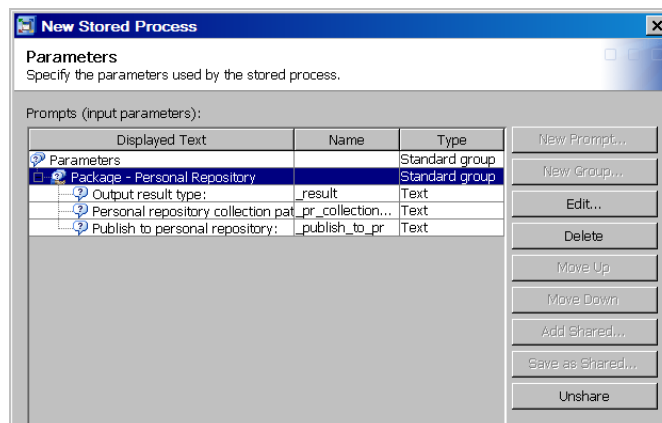 New Stored Process
Parameters
Specify the parameters used by the stored process.
Prompts (input parameters):
Displayed Text Name Type New Prompt...
Parameters Standard group
Package - Personal Repository Standard group New Group...
Output result type: _result Text Edit...
Personal repository collection pat _pr_collection... Text
Publish to personal repository: _publish_to_pr Text Delete
Move Up
Move Down
Add Shared...
Save as Shared...
Unshare